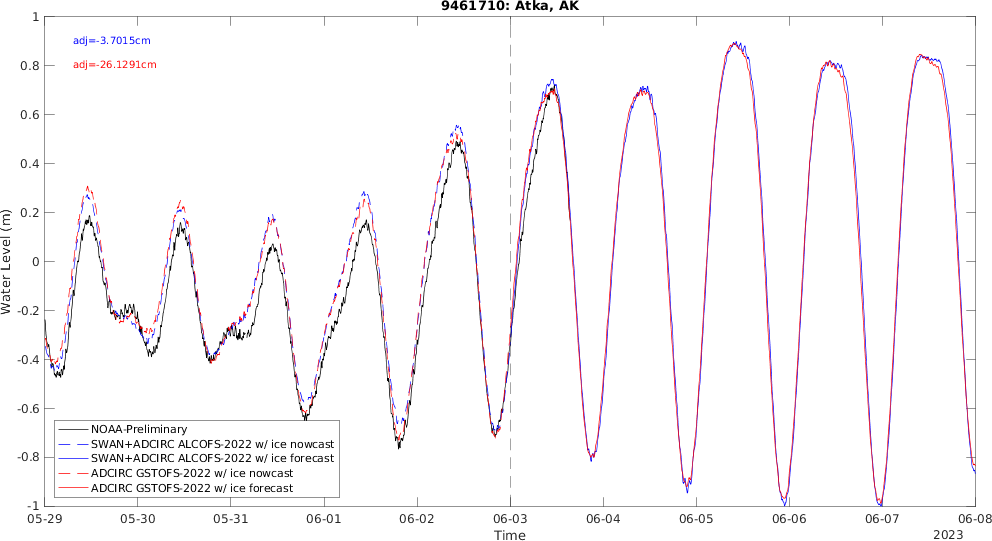 9461710: Atka, AK
adj=-3.7015cm
adj=-26.1291cm
Water Level (m)
1
0.8
0.6
0.4
0.2
0
-0.2
-0.4
-0.6
-0.8
-1
NOAA-Preliminary
SWAN+ADCIRC ALCOFS-2022 w/ ice nowcast
SWAN+ADCIRC ALCOFS-2022 w/ ice forecast
ADCIRC GSTOFS-2022 w/ ice nowcast
ADCIRC GSTOFS-2022 w/ ice forecast
05-29 05-30 05-31 06-01 06-02 06-03 06-04 06-05 06-06 06-07 06-08
Time
2023